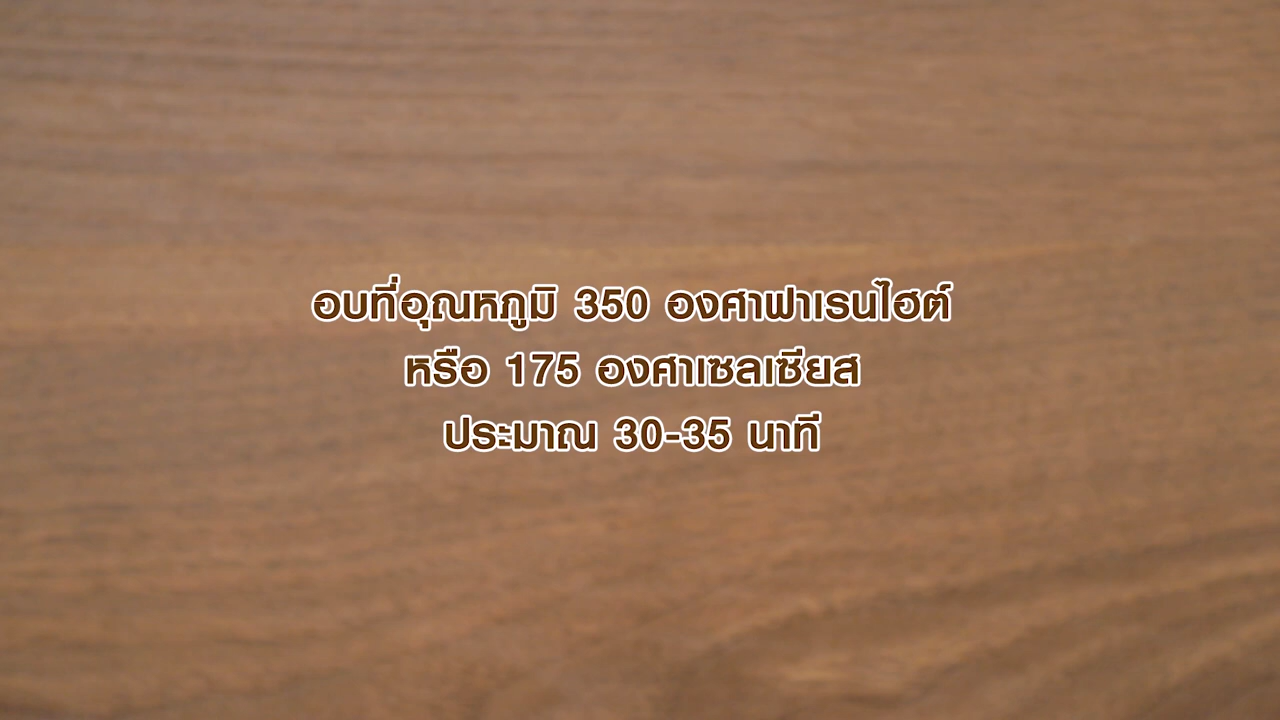 อบที่อุณหภูมิ 350 องศาฟาเรนไฮต์
หรือ 175 องศาเซลเซียส
ประมาณ 30-35 นาที